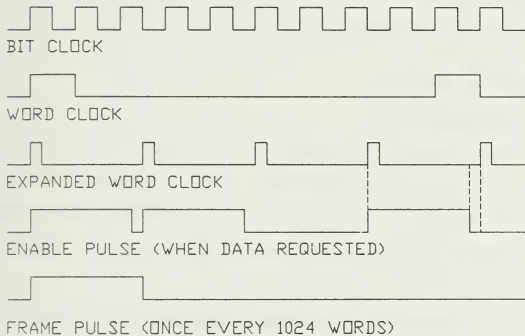 BIT CLOCK
WORD CLOCK
EXPANDED WORD CLOCK
ENABLE PULSE (WHEN DATA REQUESTED)
FRAME PULSE (ONCE EVERY 1024 WORDS)